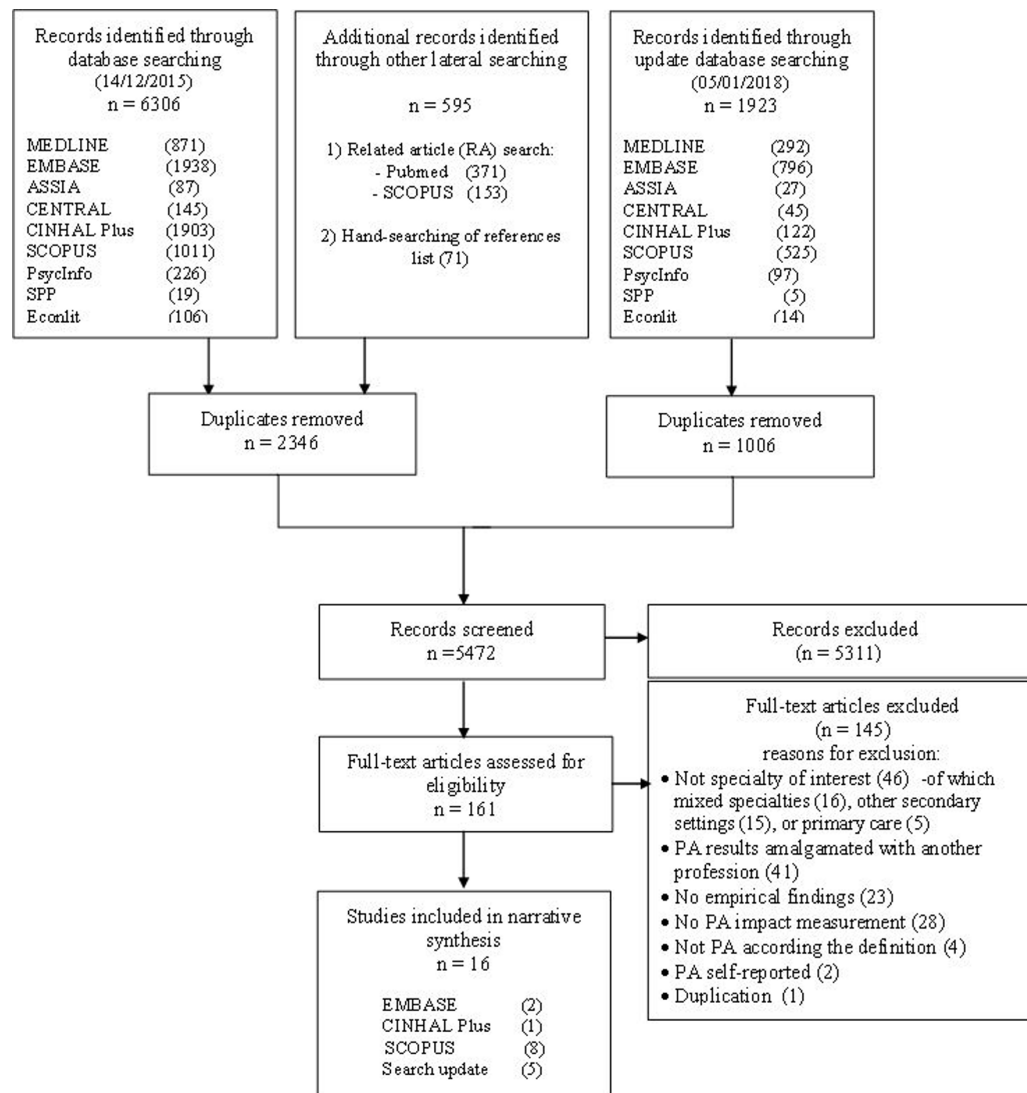 Records identified through
database searching
(14/12/2015)
n = 6306
MEDLINE (871)
EMBASE (1938)
ASSIA (87)
CENTRAL (145)
CINHAL Plus (1903)
SCOPUS (1011)
PsycInfo (226)
SPP (19)
Econlit (106)
Additional records identified
through other lateral searching
n = 595
1) Related article (RA) search:
- Pubmed (371)
- SCOPUS (153)
2) Hand-searching of references
list (71)
Records identified through
update database searching
(05/01/2018)
n = 1923
MEDLINE (292)
EMBASE (796)
ASSIA (27)
CENTRAL (45)
CINHAL Plus (122)
SCOPUS (525)
PsycInfo (97)
SPP (5)
Econlit (14)
Duplicates removed
n = 2346
Duplicates removed
n = 1006
Records screened
n =5472
Records excluded
(n = 5311)
Full-text articles assessed for
eligibility
n = 161
Full-text articles excluded
(n = 145)
reasons for exclusion:
• Not specialty of interest (46) -of which
mixed specialties (16), other secondary
settings (15), or primary care (5)
• PA results amalgamated with another
profession (41)
• No empirical findings (23)
• No PA impact measurement (28)
• Not PA according the definition (4)
• PA self-reported (2)
• Duplication (1)
Studies included in narrative
synthesis
n = 16
EMBASE (2)
CINHAL Plus (1)
SCOPUS (8)
Search update (5)